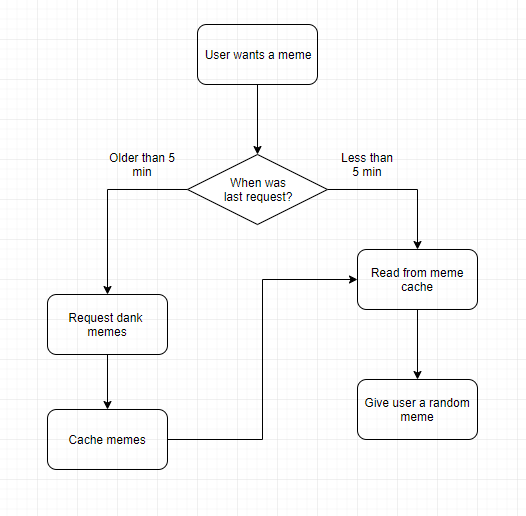 User wants a meme
Older than 5
min
Less than
5 min
When was
last request?
Read from meme
cache
Request dank
memes
Give user a random
meme
Cache memes